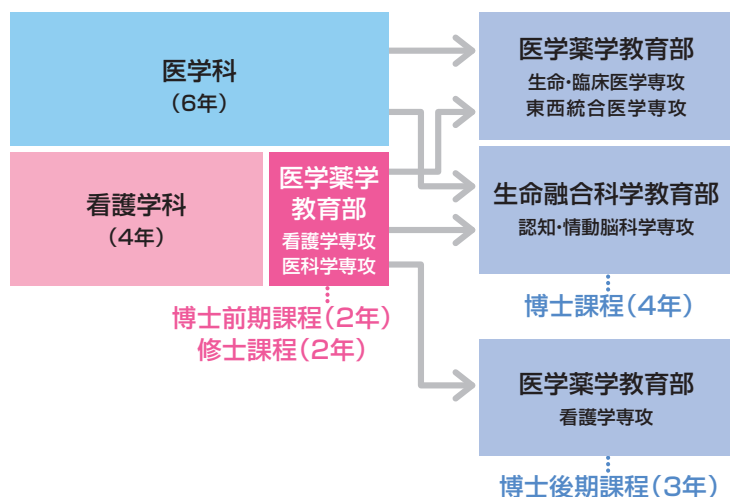 医学科
(6年)
看護学科
(4年)
医学薬学
教育部
看護学専攻
医科学専攻
博士前期課程(2年)
修士課程(2年)
医学薬学教育部
生命・臨床医学専攻
東西統合医学専攻
生命融合科学教育部
認知・情動脳科学専攻
博士課程(4年)
医学薬学教育部
看護学専攻
博士後期課程(3年)